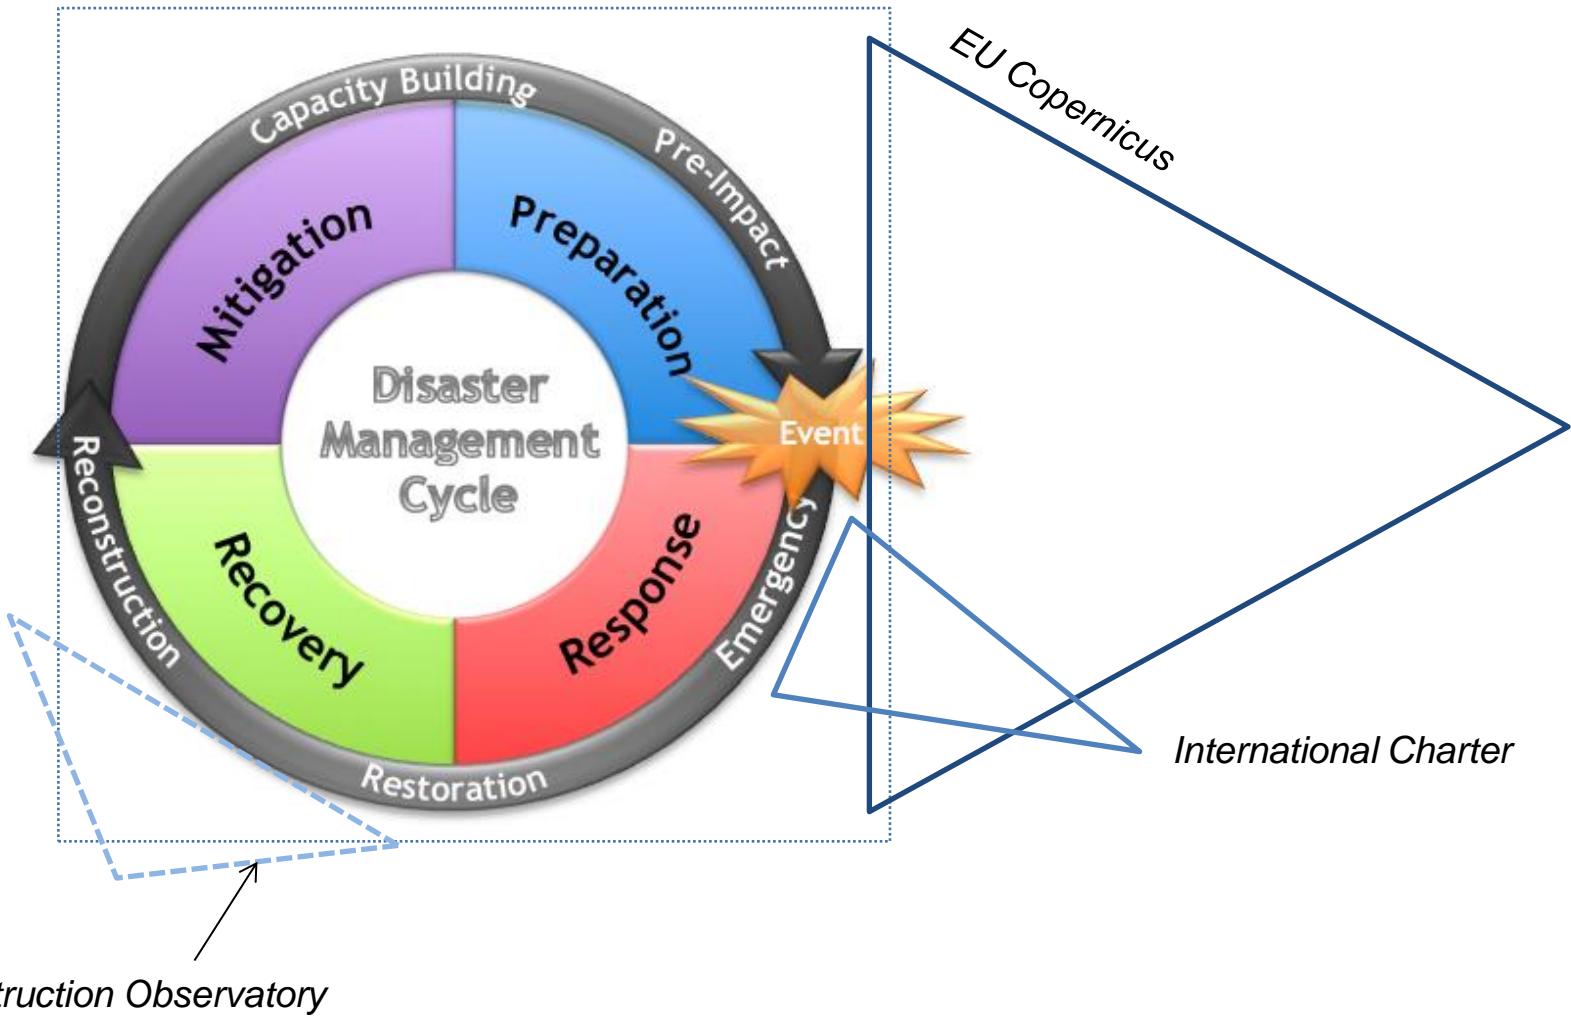 EU Copernicus
Capacity Building
Pre-Impact
Mitigation
Preparation
Disaster
Management
Cycle
Event
Reconstruction
Recovery
Response
Emergency
Restoration
International Charter
truction Observatory